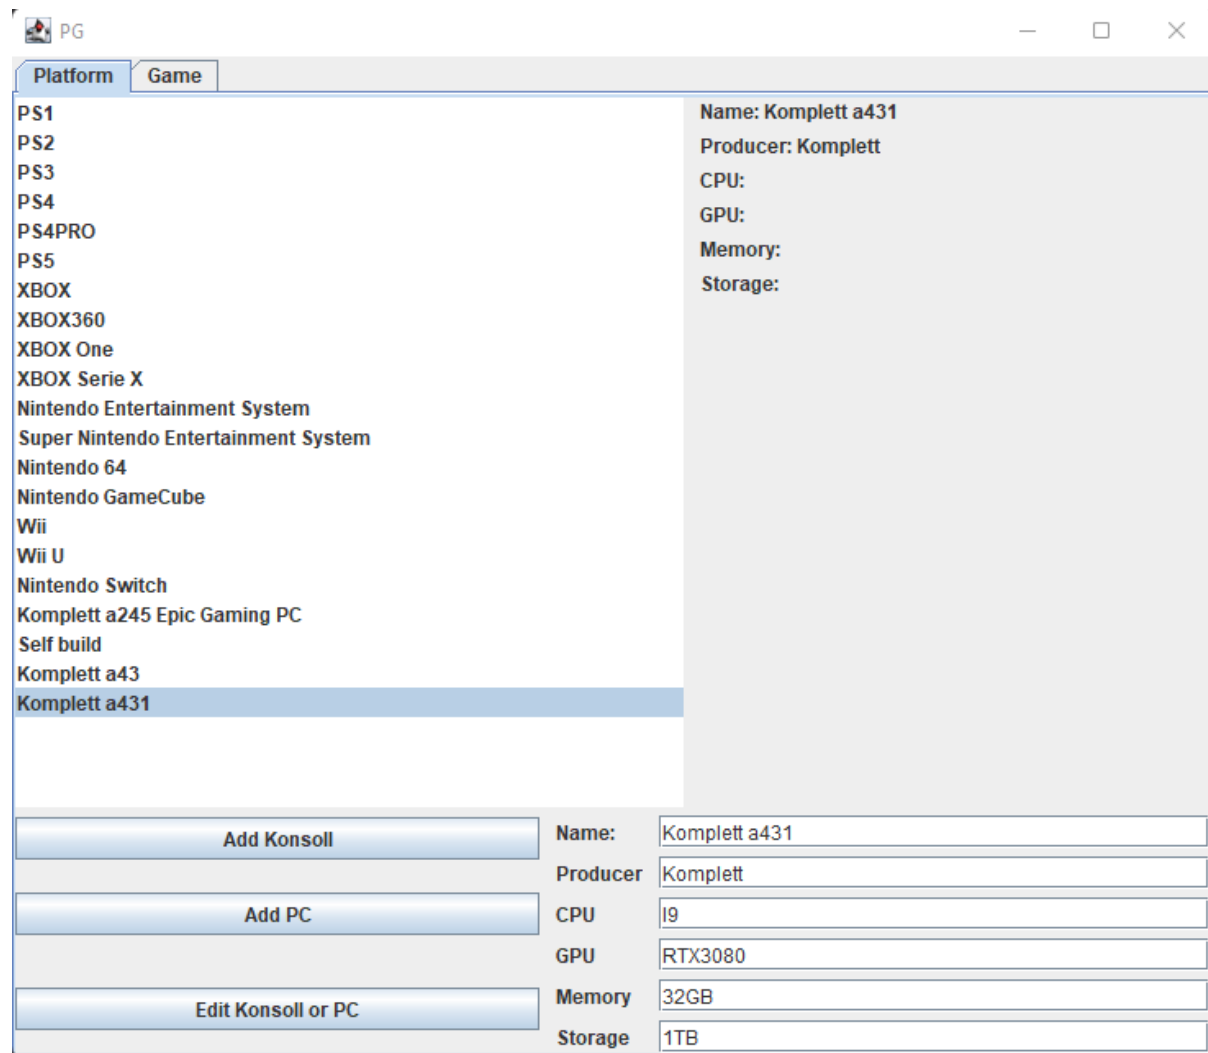 PG
Platform Game
PS1
PS2
PS3
PS4
PS4PRO
PS5
XBOX
XBOX360
XBOX One
XBOX Serie X
Nintendo Entertainment System
Super Nintendo Entertainment System
Nintendo 64
Nintendo GameCube
Wii
Wii U
Nintendo Switch
Komplett a245 Epic Gaming PC
Self build
Komplett a43
Komplett a431
Name: Komplett a431
Producer: Komplett
CPU:
GPU:
Memory:
Storage:
Add Konsoll
Add PC
Edit Konsoll or PC
Name: Komplett a431
Producer Komplett
CPU I9
GPU RTX3080
Memory 32GB
Storage 1TB